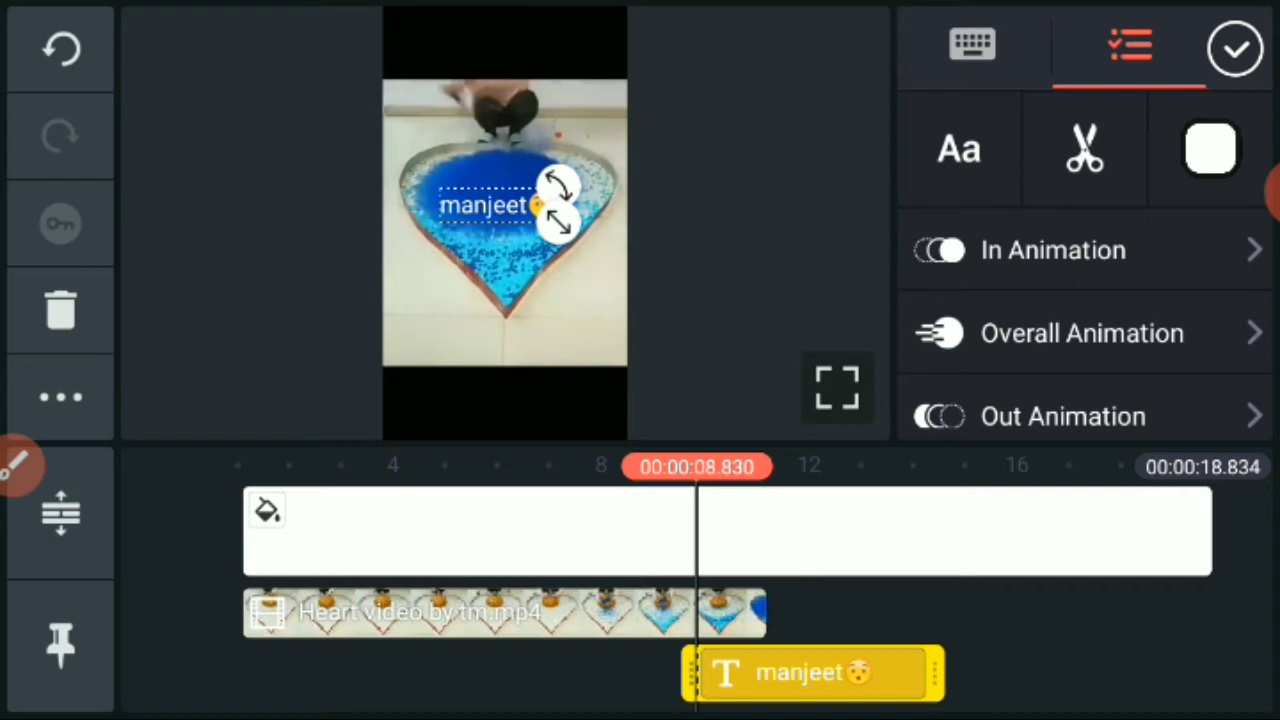 manjeet
Aa
In Animation
Overall Animation
Out Animation
4
8
00:00:08.830
12
16
00:00:18.834
Heart video by tm.mp4
T manjeet😯